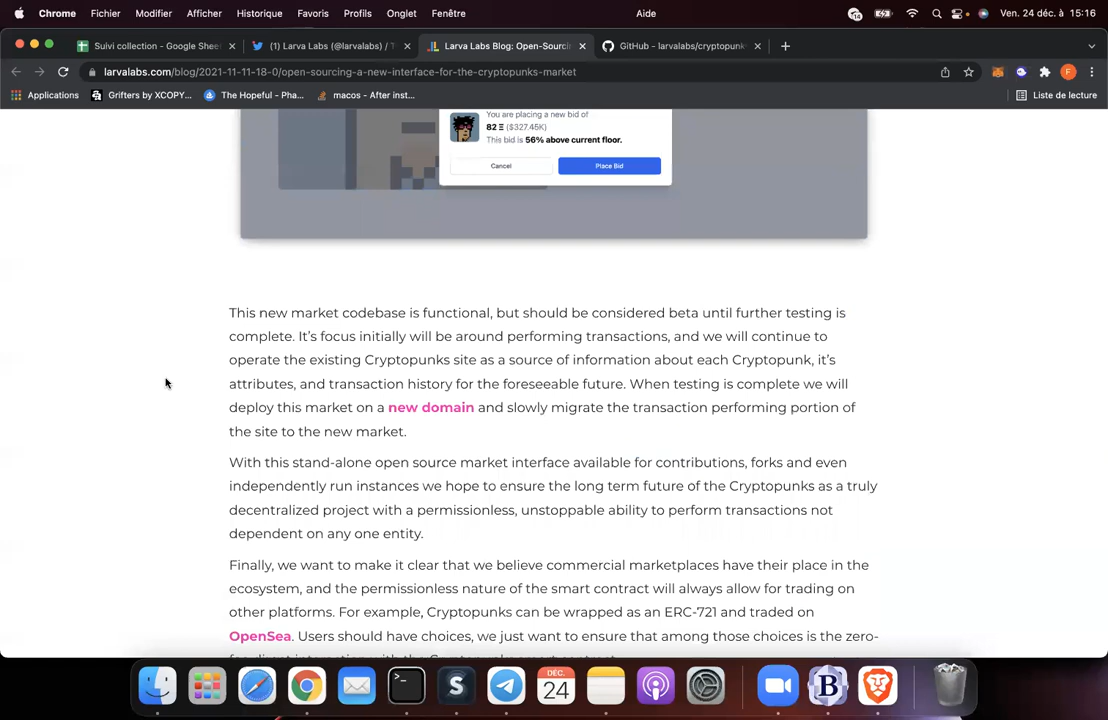 Chrome Fichier Modifier Afficher Historique Favoris Profils Onglet Fenêtre Aide 14 Ven. 24 déc. à 15:16
Suivi collection - Google Shee
(1) Larva Labs (@larvalabs) / T
Larva Labs Blog: Open-Sourci
GitHub - larvalabs/cryptopunk
larvalabs.com/blog/2021-11-11-18-0/open-sourcing-a-new-interface-for-the-cryptopunks-market
F
Applications Grifters by XCOPY... The Hopeful - Pha... macos - After inst... Liste de lecture
You are placing a new bid of
82 Ξ ($327.45K)
This bid is 56% above current floor.
Cancel Place Bid
This new market codebase is functional, but should be considered beta until further testing is
complete. It's focus initially will be around performing transactions, and we will continue to
operate the existing Cryptopunks site as a source of information about each Cryptopunk, it's
attributes, and transaction history for the foreseeable future. When testing is complete we will
deploy this market on a new domain and slowly migrate the transaction performing portion of
the site to the new market.
With this stand-alone open source market interface available for contributions, forks and even
independently run instances we hope to ensure the long term future of the Cryptopunks as a truly
decentralized project with a permissionless, unstoppable ability to perform transactions not
dependent on any one entity.
Finally, we want to make it clear that we believe commercial marketplaces have their place in the
ecosystem, and the permissionless nature of the smart contract will always allow for trading on
other platforms. For example, Cryptopunks can be wrapped as an ERC-721 and traded on
OpenSea. Users should have choices, we just want to ensure that among those choices is the zero-
DÉC.
24
S
B